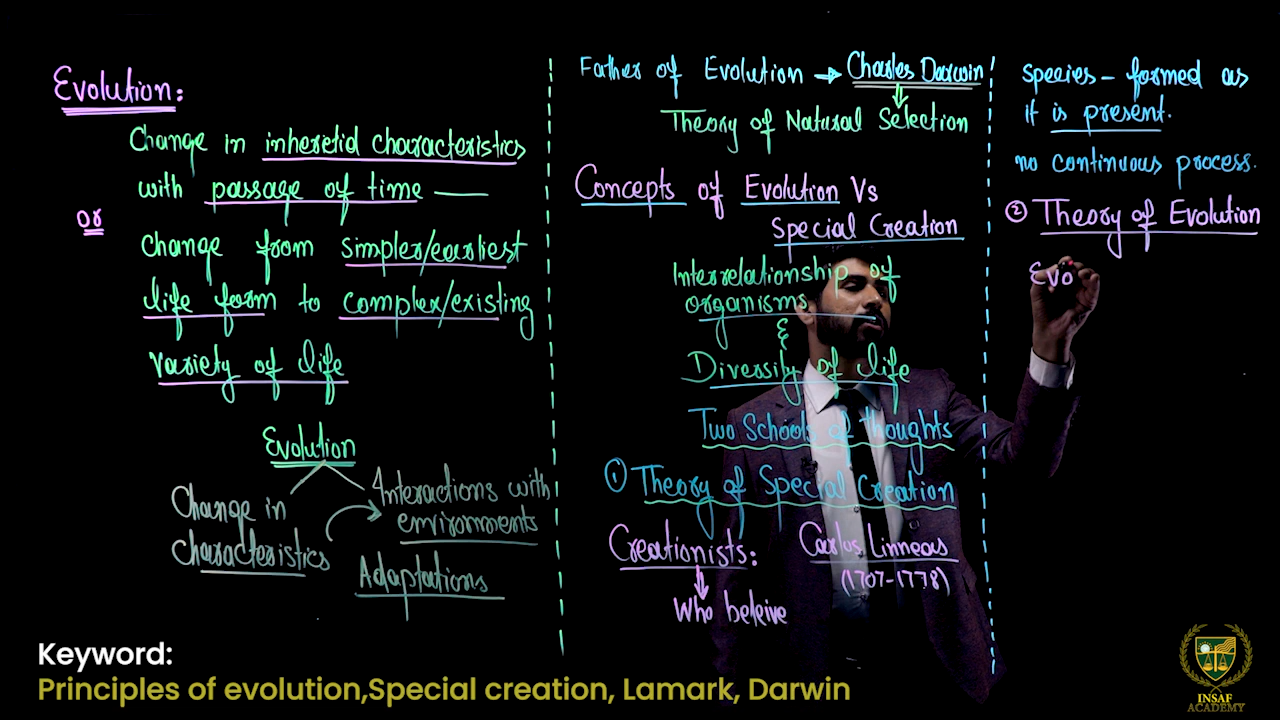 Evolution:
Change in inheretid characteristics
with passage of time —
or
Change from simpler/earliest
life form to complex/existing
variety of life
Evolution
Change in
characteristics
Interactions with
environments
Adaptations
Father of Evolution → Charles Darwin
Theory of Natural Selection
Concepts of Evolution Vs
Special Creation
Interrelationship of
organisms
&
Diversity of life
Two Schools of thoughts
① Theory of Special Creation
Creationists:
Who beleive
Carlos Linneas
(1707-1778)
species – formed as
it is present.
no continuous process.
② Theory of Evolution
Evo
Keyword:
Principles of evolution,Special creation, Lamark, Darwin
INSAF
ACADEMY